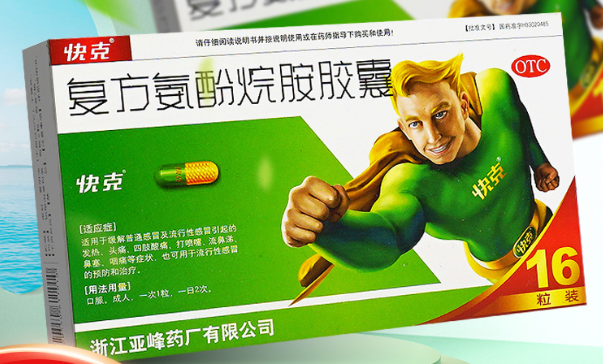 快克
请仔细阅读说明书并按说明使用或在药师指导下购买和使用!
OTC
复方氨酚烷胺胶囊
快克
快克
[适应症]
适用于缓解普通感冒及流行性感冒引起的
发热、头痛、四肢酸痛、打喷嚏、流鼻涕、
鼻塞、咽痛等症状,也可用于流行性感冒
的预防和治疗。
[用法用量]
口服。成人,一次1粒,一日2次。
快克
16
粒装
浙江亚峰药厂有限公司